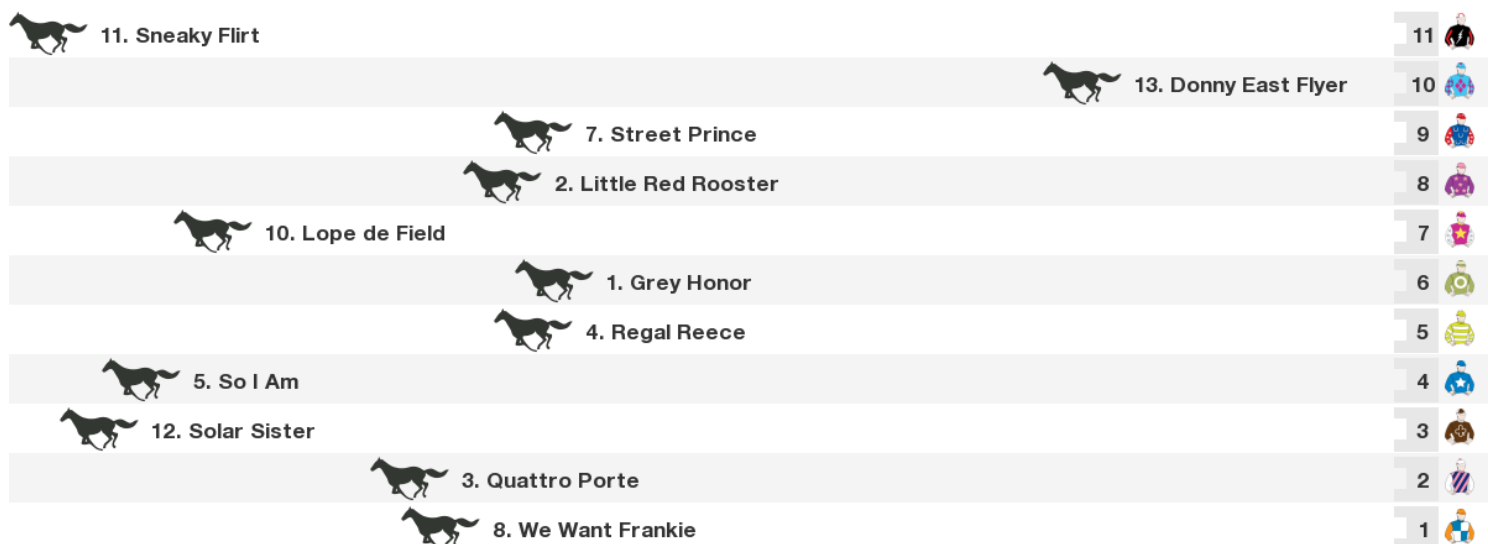 11. Sneaky Flirt 11
13. Donny East Flyer 10
7. Street Prince 9
2. Little Red Rooster 8
10. Lope de Field 7
1. Grey Honor 6
4. Regal Reece 5
5. So I Am 4
12. Solar Sister 3
3. Quattro Porte 2
8. We Want Frankie 1